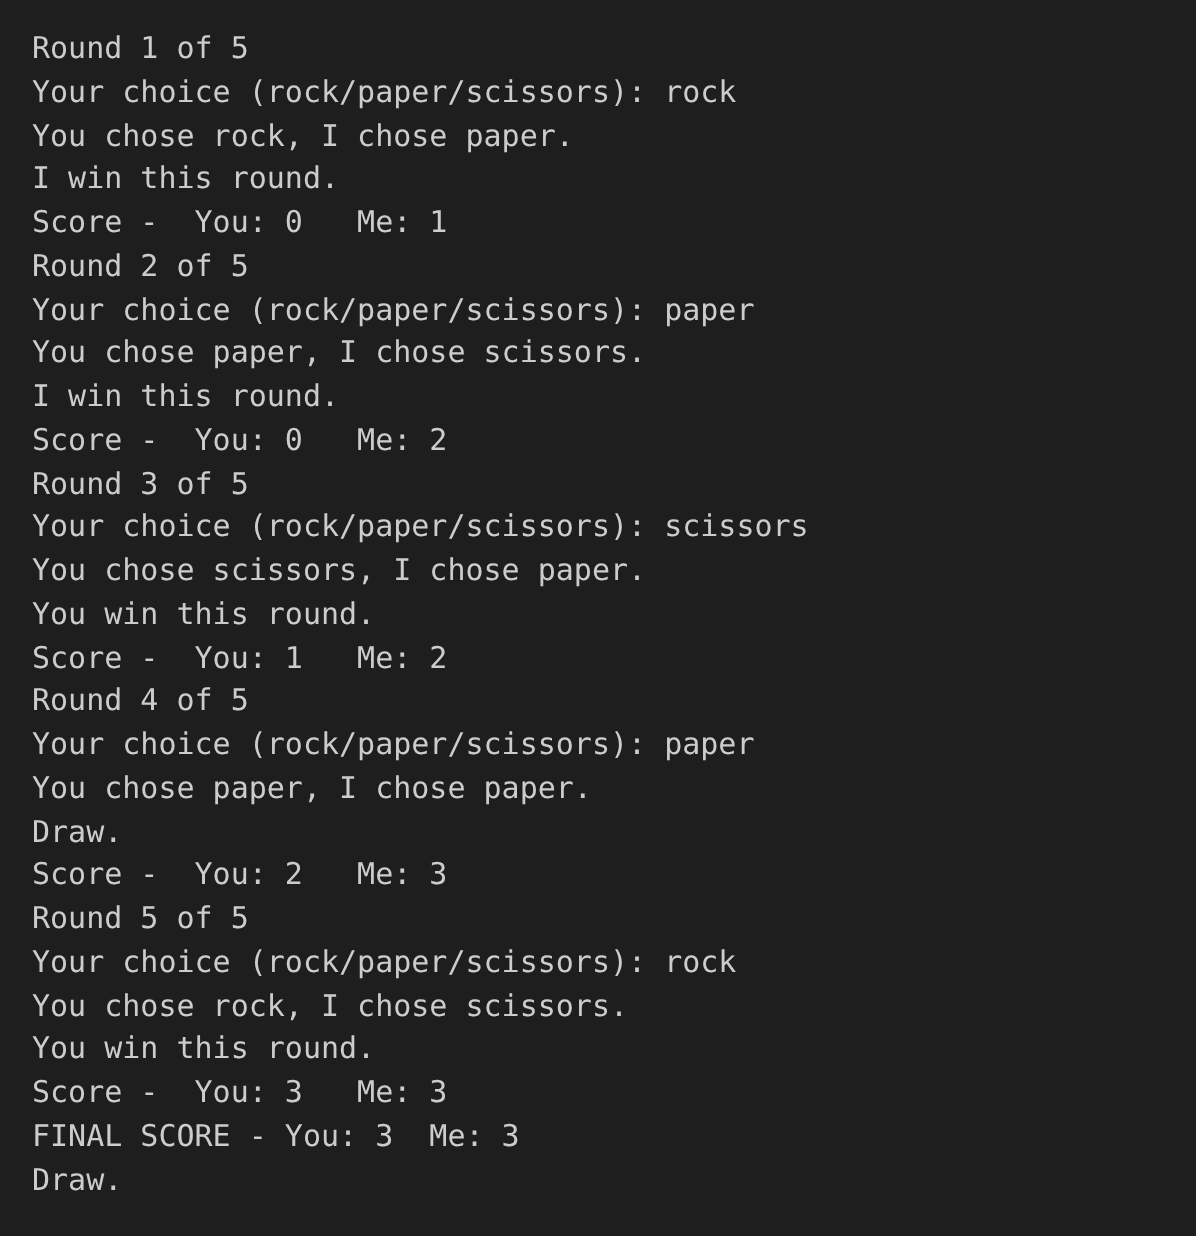 Round 1 of 5
Your choice (rock/paper/scissors): rock
You chose rock, I chose paper.
I win this round.
Score -  You: 0   Me: 1
Round 2 of 5
Your choice (rock/paper/scissors): paper
You chose paper, I chose scissors.
I win this round.
Score -  You: 0   Me: 2
Round 3 of 5
Your choice (rock/paper/scissors): scissors
You chose scissors, I chose paper.
You win this round.
Score -  You: 1   Me: 2
Round 4 of 5
Your choice (rock/paper/scissors): paper
You chose paper, I chose paper.
Draw.
Score -  You: 2   Me: 3
Round 5 of 5
Your choice (rock/paper/scissors): rock
You chose rock, I chose scissors.
You win this round.
Score -  You: 3   Me: 3
FINAL SCORE - You: 3  Me: 3
Draw.